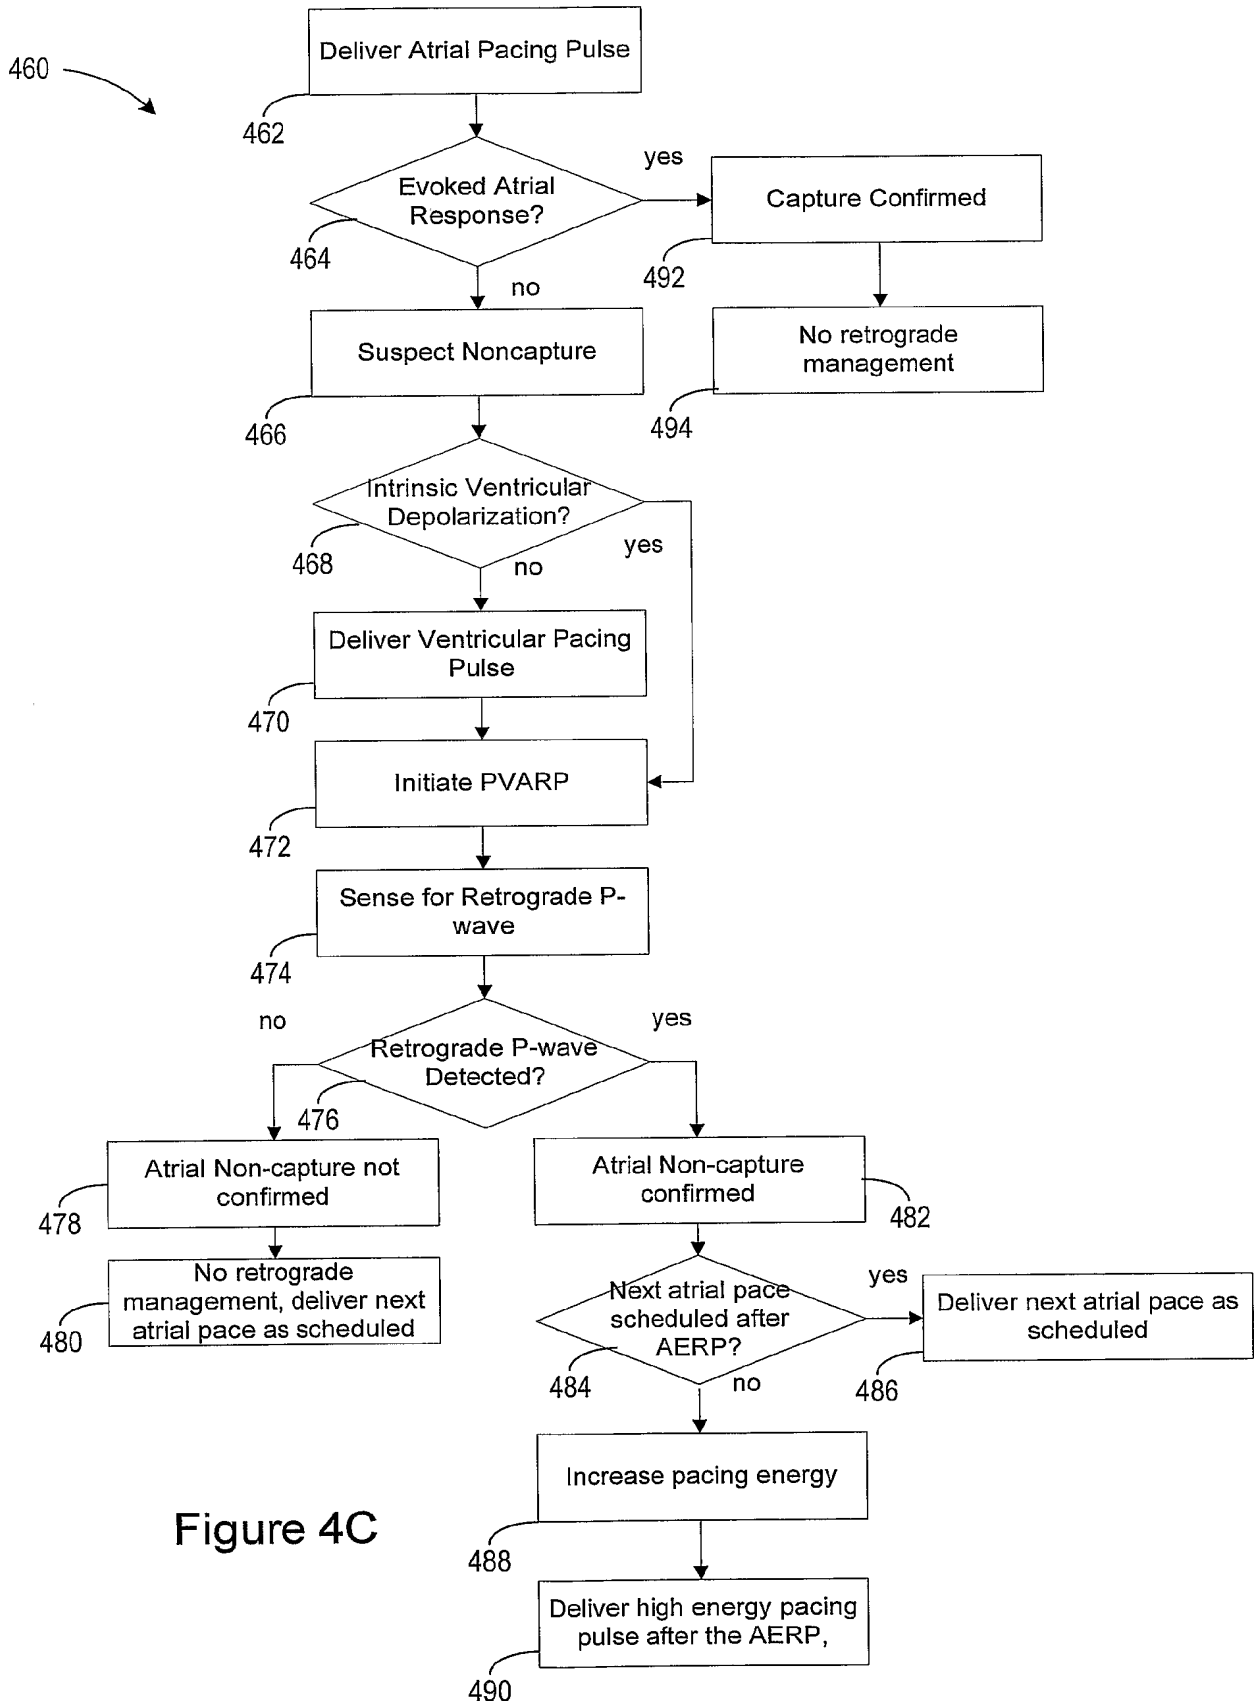 Deliver Atrial Pacing Pulse
460
462
Evoked Atrial
Response?
yes
464
Capture Confirmed
492
no
No retrograde
management
494
Suspect Noncapture
466
Intrinsic Ventricular
Depolarization?
468
yes
no
Deliver Ventricular Pacing
Pulse
470
Initiate PVARP
472
Sense for Retrograde P-
wave
474
no
yes
Retrograde P-wave
Detected?
476
Atrial Non-capture not
confirmed
478
No retrograde
management, deliver next
atrial pace as scheduled
480
Atrial Non-capture
confirmed
482
Next atrial pace
scheduled after
AERP?
484
yes
Deliver next atrial pace as
scheduled
486
no
Increase pacing energy
488
Deliver high energy pacing
pulse after the AERP,
490
Figure 4C